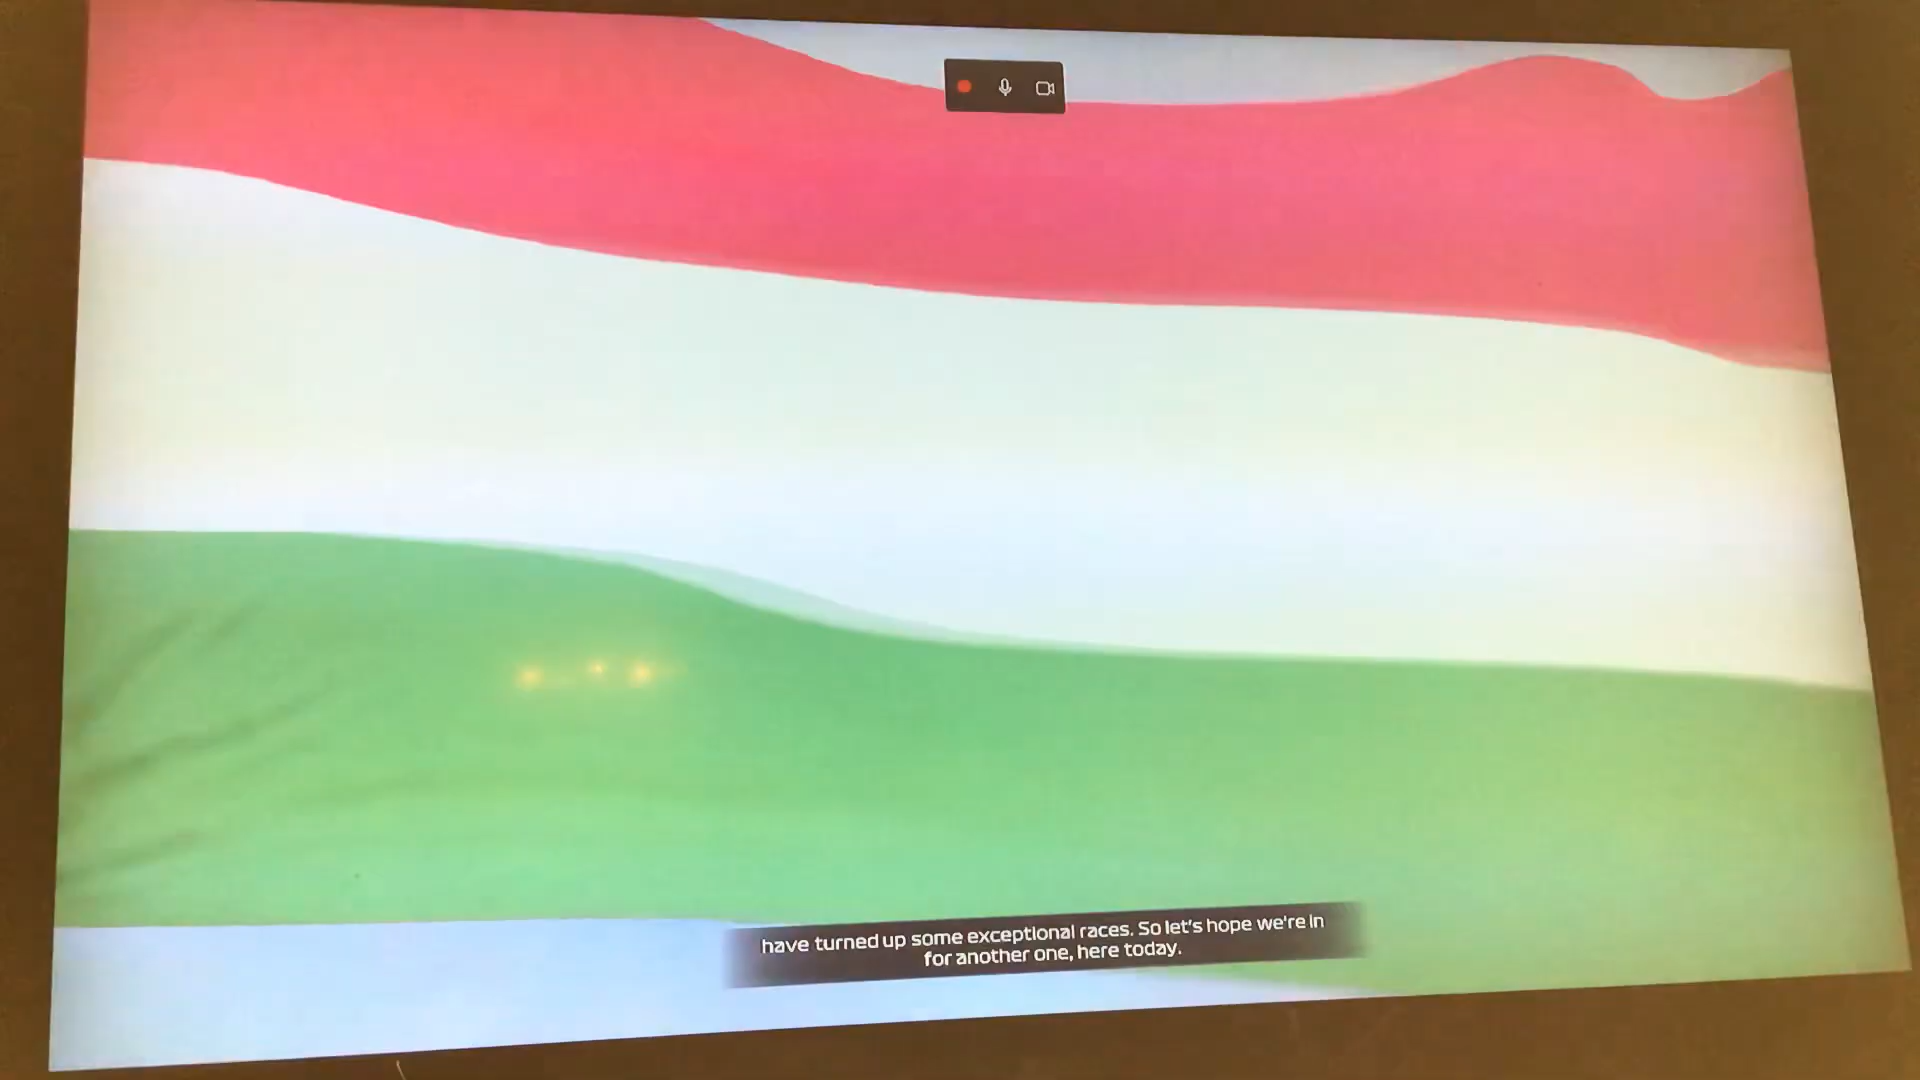 have turned up some exceptional races. So let's hope we're in
for another one, here today.